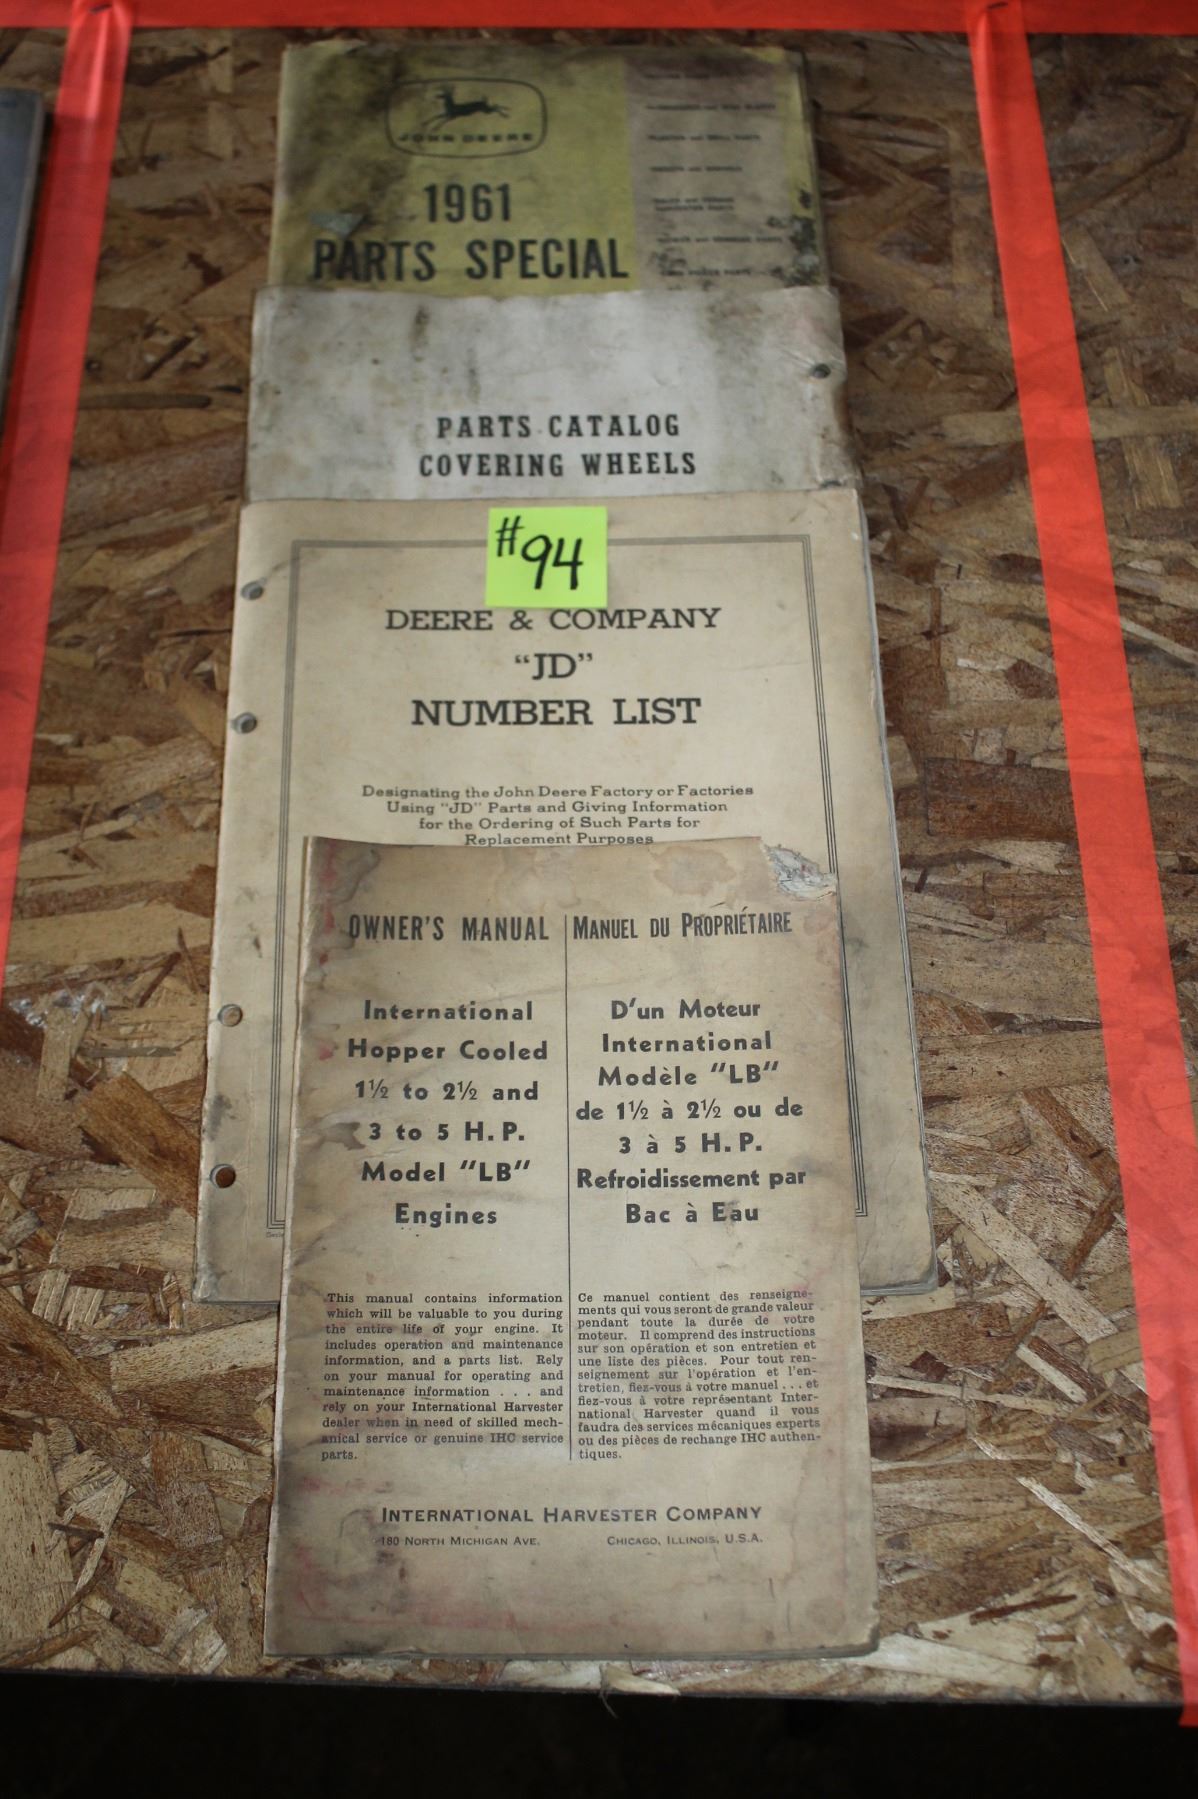 JOHN DEERE
1961
PARTS SPECIAL
PARTS CATALOG
COVERING WHEELS
#94
DEERE & COMPANY
"JD"
NUMBER LIST
Designating the John Deere Factory or Factories
Using "JD" Parts and Giving Information
for the Ordering of Such Parts for
Replacement Purposes
OWNER'S MANUAL
International
Hopper Cooled
1½ to 2½ and
3 to 5 H.P.
Model "LB"
Engines
This manual contains information
which will be valuable to you during
the entire life of your engine. It
includes operation and maintenance
information, and a parts list. Rely
on your manual for operating and
maintenance information . . . and
rely on your International Harvester
dealer when in need of skilled mech-
anical service or genuine IHC service
parts.
MANUEL DU PROPRIÉTAIRE
D'un Moteur
International
Modèle "LB"
de 1½ à 2½ ou de
3 à 5 H.P.
Refroidissement par
Bac à Eau
Ce manuel contient des renseigne-
ments qui vous seront de grande valeur
pendant toute la durée de votre
moteur. Il comprend des instructions
sur son opération et son entretien et
une liste des pièces. Pour tout ren-
seignement sur l'opération et l'en-
tretien, fiez-vous à votre manuel . . . et
fiez-vous à votre représentant Inter-
national Harvester quand il vous
faudra des services mécaniques experts
ou des pièces de rechange IHC authen-
tiques.
INTERNATIONAL HARVESTER COMPANY
180 NORTH MICHIGAN AVE. CHICAGO, ILLINOIS, U.S.A.